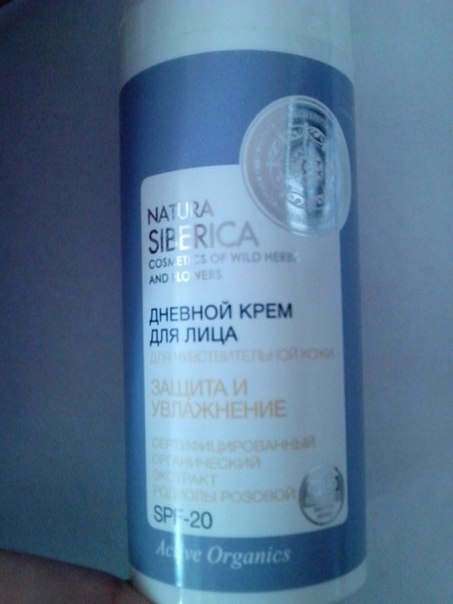 NATURA
SIBERICA
COSMETICS OF WILD HERBS
AND FLOWERS
ДНЕВНОЙ КРЕМ
ДЛЯ ЛИЦА
ДЛЯ ЧУВСТВИТЕЛЬНОЙ КОЖИ
ЗАЩИТА И
УВЛАЖНЕНИЕ
СЕРТИФИЦИРОВАННЫЙ
ОРГАНИЧЕСКИЙ
ЭКСТРАКТ
РОДИОЛЫ РОЗОВОЙ
SPF-20
Active Organics